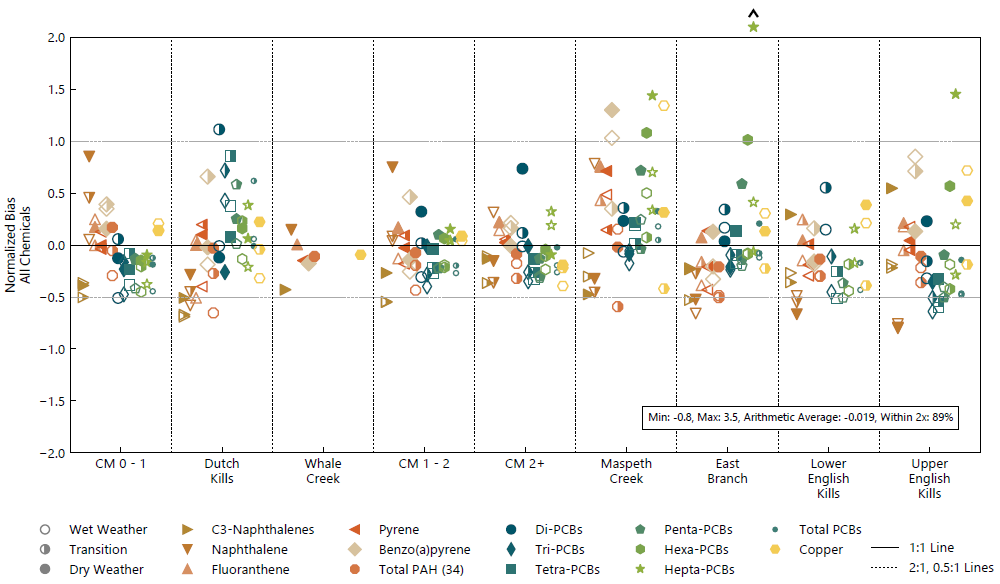 Normalized Bias
All Chemicals
2.0
1.5
1.0
0.5
0.0
−0.5
−1.0
−1.5
−2.0
Min: -0.8, Max: 3.5, Arithmetic Average: -0.019, Within 2x: 89%
CM 0 - 1
Dutch
Kills
Whale
Creek
CM 1 - 2
CM 2+
Maspeth
Creek
East
Branch
Lower
English
Kills
Upper
English
Kills
Wet Weather
Transition
Dry Weather
C3-Naphthalenes
Naphthalene
Fluoranthene
Pyrene
Benzo(a)pyrene
Total PAH (34)
Di-PCBs
Tri-PCBs
Tetra-PCBs
Penta-PCBs
Hexa-PCBs
Hepta-PCBs
Total PCBs
Copper
1:1 Line
2:1, 0.5:1 Lines